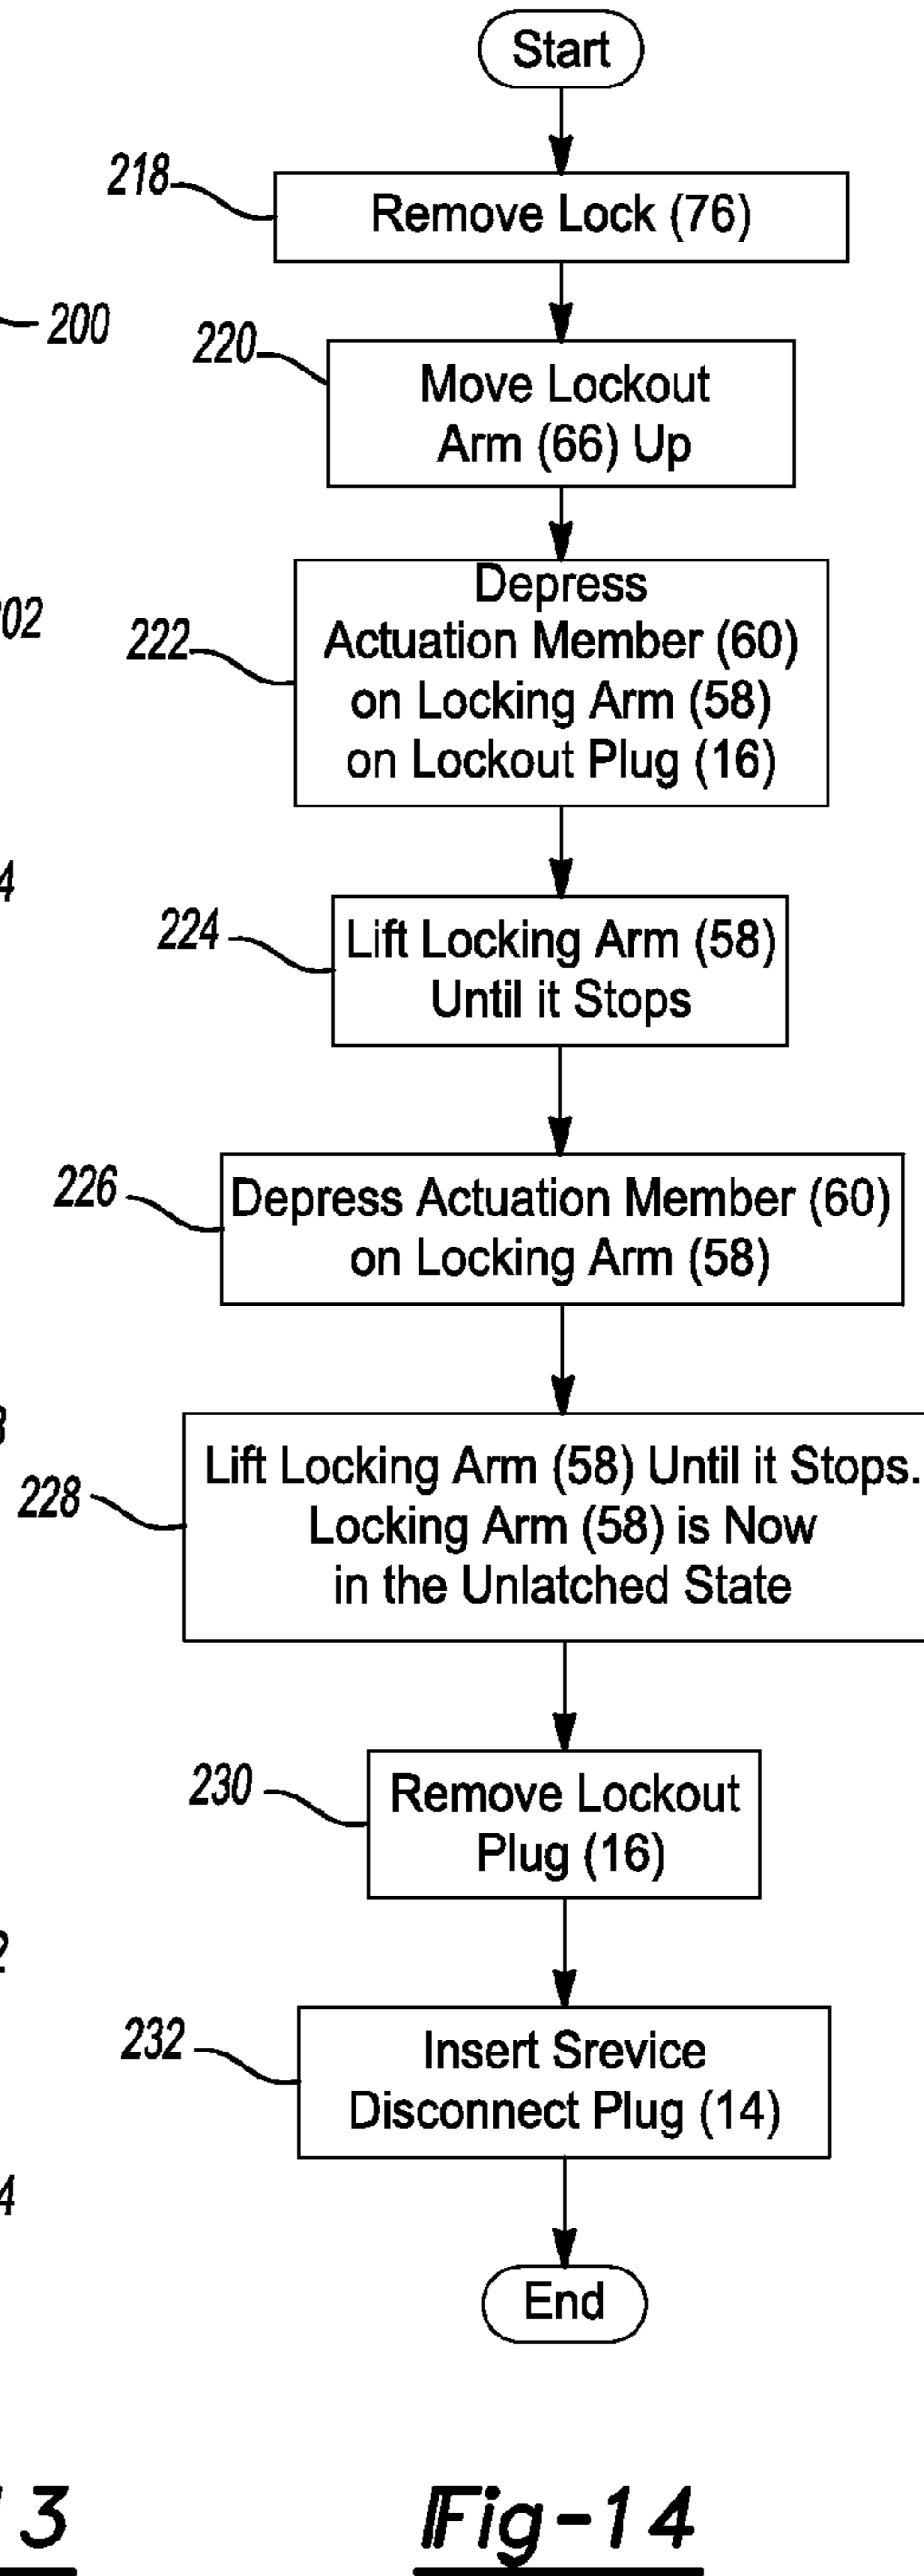 Start
218
Remove Lock (76)
200
220
Move Lockout
Arm (66) Up
222
Depress
Actuation Member (60)
on Locking Arm (58)
on Lockout Plug (16)
224
Lift Locking Arm (58)
Until it Stops
226
Depress Actuation Member (60)
on Locking Arm (58)
228
Lift Locking Arm (58) Until it Stops.
Locking Arm (58) is Now
in the Unlatched State
230
Remove Lockout
Plug (16)
232
Insert Srevice
Disconnect Plug (14)
End
Fig-14